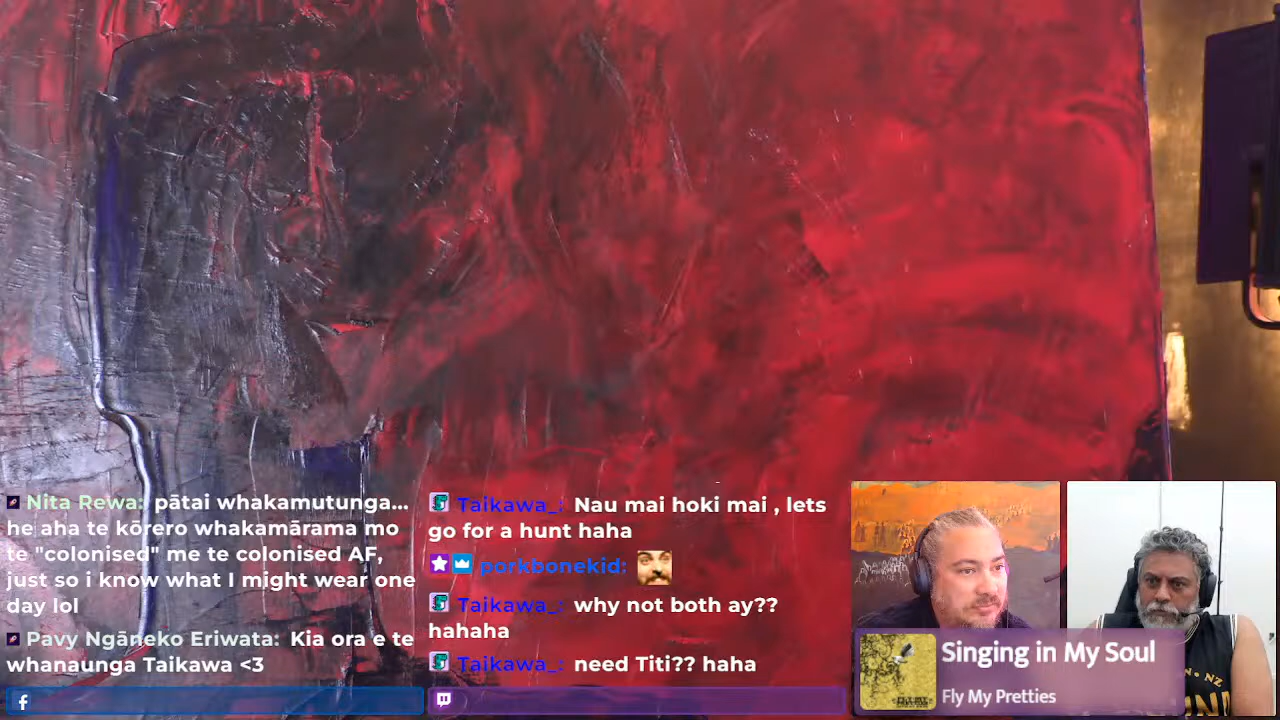 Nita Rewa: pātai whakamutunga...
he aha te kōrero whakamārama mo
te "colonised" me te colonised AF,
just so i know what I might wear one
day lol
Pavy Ngāneko Eriwata: Kia ora e te
whanaunga Taikawa <3
Taikawa_: Nau mai hoki mai , lets
go for a hunt haha
porkbonekid:
Taikawa_: why not both ay??
hahaha
Taikawa_: need Titi?? haha
Singing in My Soul
Fly My Pretties